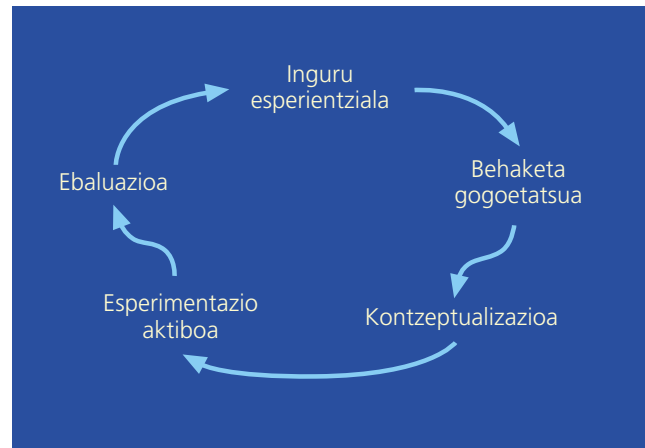 Inguru
esperientziala
Behaketa
gogoetatsua
Kontzeptualizazioa
Esperimentazio
aktiboa
Ebaluazioa